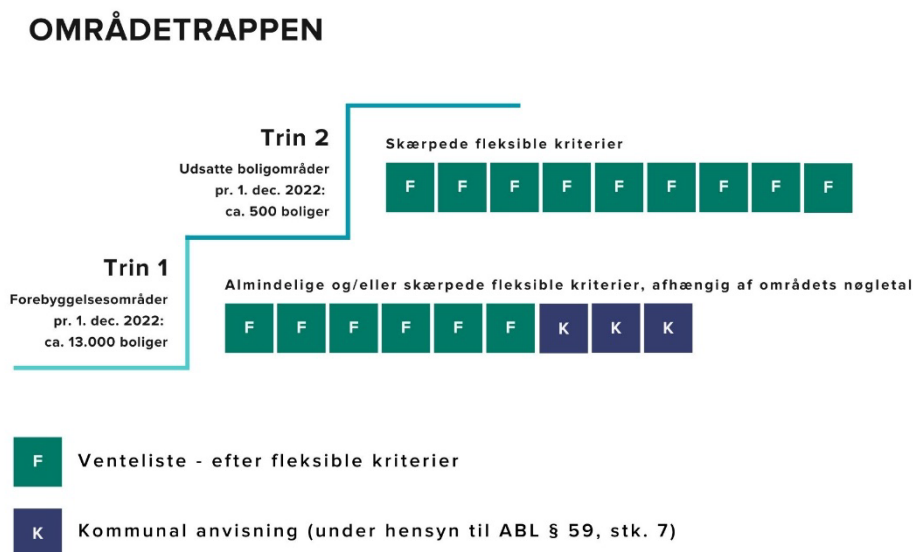 OMRÅDETRAPPEN
Trin 2
Udsatte boligområder
pr. 1. dec. 2022:
ca. 500 boliger
Skærpede fleksible kriterier
F F F F F F F F F
Trin 1
Forebyggelsesområder
pr. 1. dec. 2022:
ca. 13.000 boliger
Almindelige og/eller skærpede fleksible kriterier, afhængig af områdets nøgletal
F F F F F F K K K
F Venteliste - efter fleksible kriterier
K Kommunal anvisning (under hensyn til ABL § 59, stk. 7)